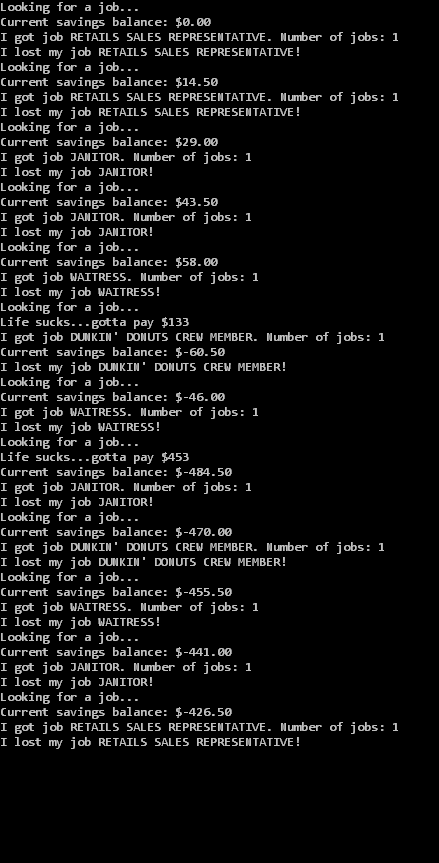 Looking for a job...
Current savings balance: $0.00
I got job RETAILS SALES REPRESENTATIVE. Number of jobs: 1
I lost my job RETAILS SALES REPRESENTATIVE!
Looking for a job...
Current savings balance: $14.50
I got job RETAILS SALES REPRESENTATIVE. Number of jobs: 1
I lost my job RETAILS SALES REPRESENTATIVE!
Looking for a job...
Current savings balance: $29.00
I got job JANITOR. Number of jobs: 1
I lost my job JANITOR!
Looking for a job...
Current savings balance: $43.50
I got job JANITOR. Number of jobs: 1
I lost my job JANITOR!
Looking for a job...
Current savings balance: $58.00
I got job WAITRESS. Number of jobs: 1
I lost my job WAITRESS!
Looking for a job...
Life sucks...gotta pay $133
I got job DUNKIN' DONUTS CREW MEMBER. Number of jobs: 1
Current savings balance: $-60.50
I lost my job DUNKIN' DONUTS CREW MEMBER!
Looking for a job...
Current savings balance: $-46.00
I got job WAITRESS. Number of jobs: 1
I lost my job WAITRESS!
Looking for a job...
Life sucks...gotta pay $453
Current savings balance: $-484.50
I got job JANITOR. Number of jobs: 1
I lost my job JANITOR!
Looking for a job...
Current savings balance: $-470.00
I got job DUNKIN' DONUTS CREW MEMBER. Number of jobs: 1
I lost my job DUNKIN' DONUTS CREW MEMBER!
Looking for a job...
Current savings balance: $-455.50
I got job WAITRESS. Number of jobs: 1
I lost my job WAITRESS!
Looking for a job...
Current savings balance: $-441.00
I got job JANITOR. Number of jobs: 1
I lost my job JANITOR!
Looking for a job...
Current savings balance: $-426.50
I got job RETAILS SALES REPRESENTATIVE. Number of jobs: 1
I lost my job RETAILS SALES REPRESENTATIVE!